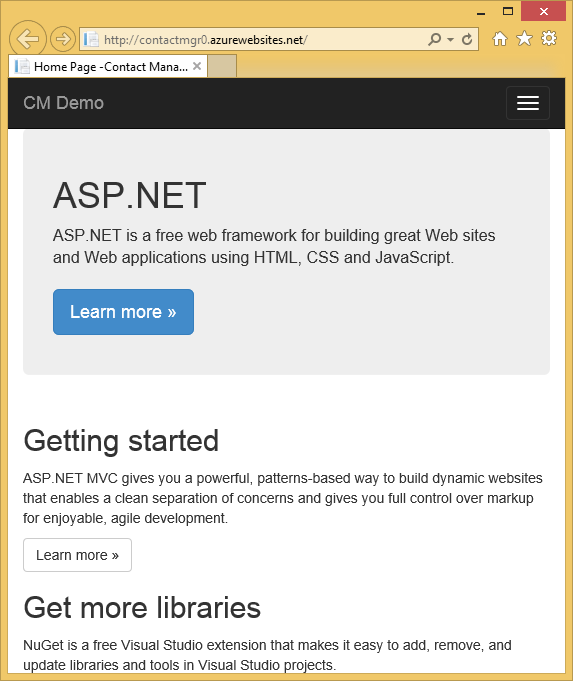 http://contactmgr0.azurewebsites.net/
Home Page -Contact Mana...
CM Demo
ASP.NET
ASP.NET is a free web framework for building great Web sites
and Web applications using HTML, CSS and JavaScript.
Learn more »
Getting started
ASP.NET MVC gives you a powerful, patterns-based way to build dynamic websites
that enables a clean separation of concerns and gives you full control over markup
for enjoyable, agile development.
Learn more »
Get more libraries
NuGet is a free Visual Studio extension that makes it easy to add, remove, and
update libraries and tools in Visual Studio projects.